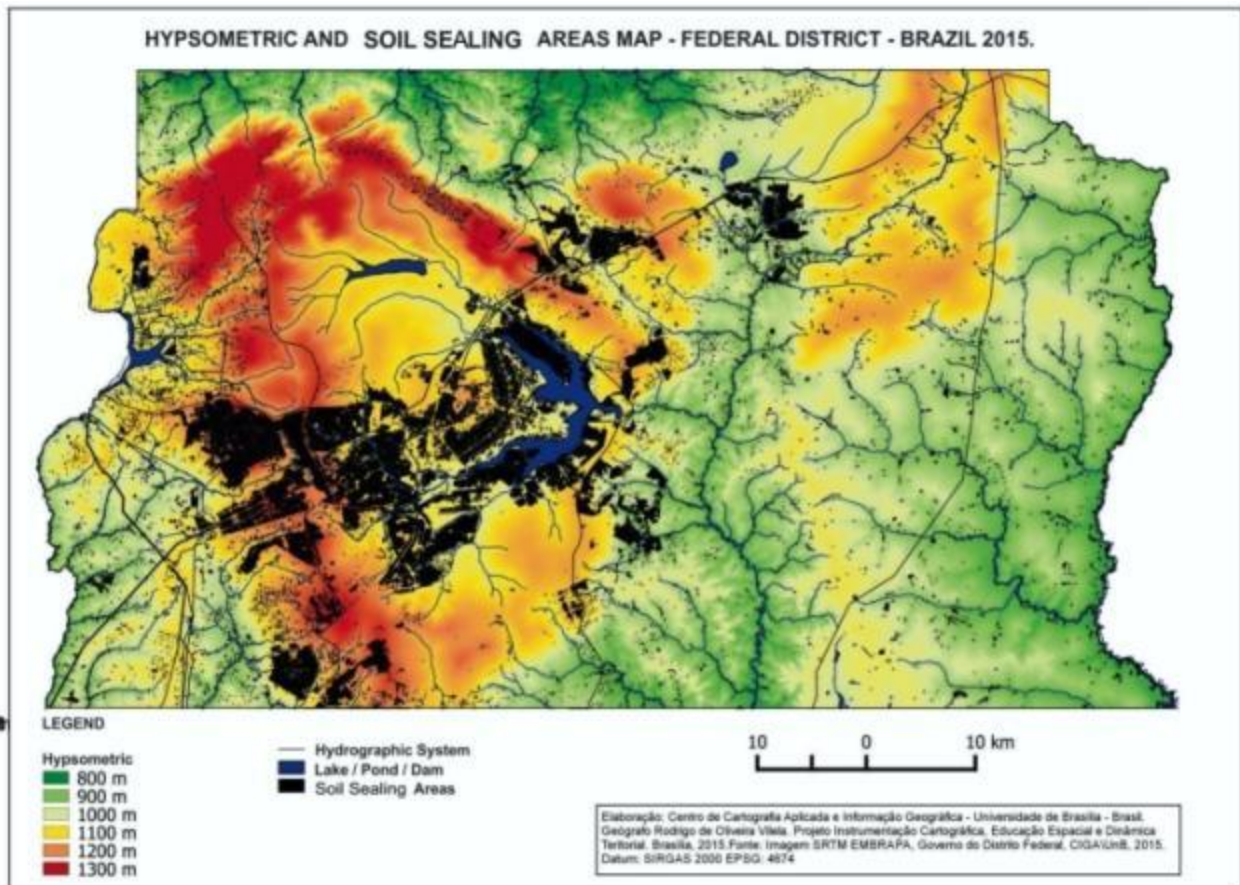 HYPSOMETRIC AND SOIL SEALING AREAS MAP - FEDERAL DISTRICT - BRAZIL 2015.
LEGEND
Hypsometric
800 m
900 m
1000 m
1100 m
1200 m
1300 m
Hydrographic System
Lake / Pond / Dam
Soil Sealing Areas
10 0 10 km
Elaboração: Centro de Cartografia Aplicada e Informação Geográfica - Universidade de Brasília - Brasil.
Geógrafo Rodrigo de Oliveira Vilela. Projeto Instrumentação Cartográfica, Educação Espacial e Dinâmica
Territorial. Brasília, 2015.Fonte: Imagem SRTM EMBRAPA, Governo do Distrito Federal, CIGA\UnB, 2015.
Datum: SIRGAS 2000 EPSG: 4674